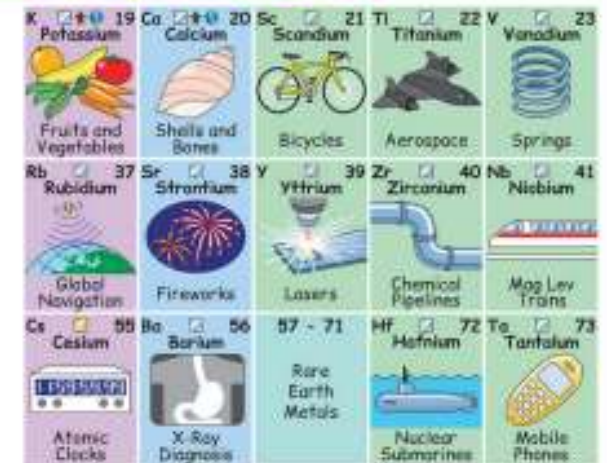 K 19
Potassium
Fruits and
Vegetables
Ca 20
Calcium
Shells and
Bones
Sc 21
Scandium
Bicycles
Ti 22
Titanium
Aerospace
V 23
Vanadium
Springs
Rb 37
Rubidium
Global
Navigation
Sr 38
Strontium
Fireworks
Y 39
Yttrium
Lasers
Zr 40
Zirconium
Chemical
Pipelines
Nb 41
Niobium
Mag Lev
Trains
Cs 55
Cesium
Atomic
Clocks
Ba 56
Barium
X-Ray
Diagnosis
57 - 71
Rare
Earth
Metals
Hf 72
Hafnium
Nuclear
Submarines
Ta 73
Tantalum
Mobile
Phones